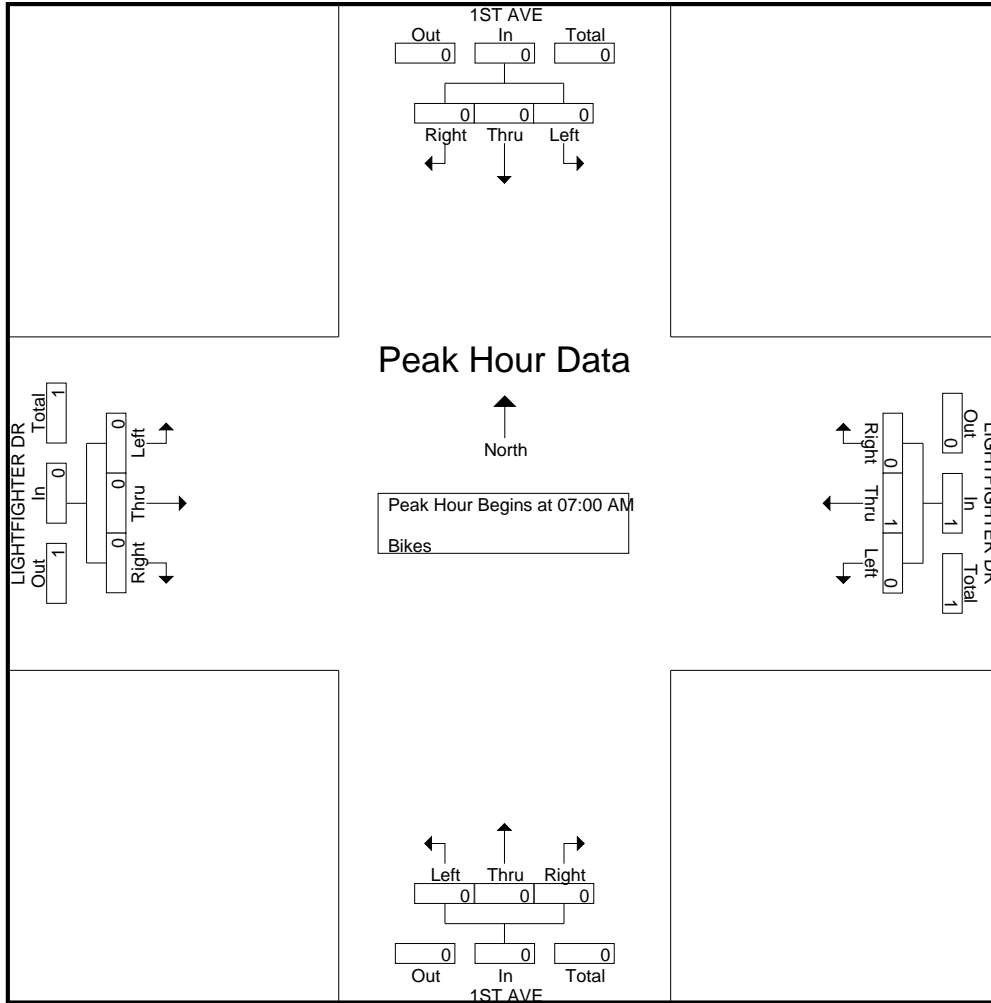 1ST AVE
Out In Total
0 0 0
0 0 0
Right Thru Left
Peak Hour Data
North
Peak Hour Begins at 07:00 AM
Bikes
LIGHTFIGHTER DR
Out In Total
1 0 1
0 0 0
Left Thru Right
LIGHTFIGHTER DR
Out In Total
0 1 1
0 1 0
Right Thru Left
Left Thru Right
0 0 0
0 0 0
Out In Total
1ST AVE